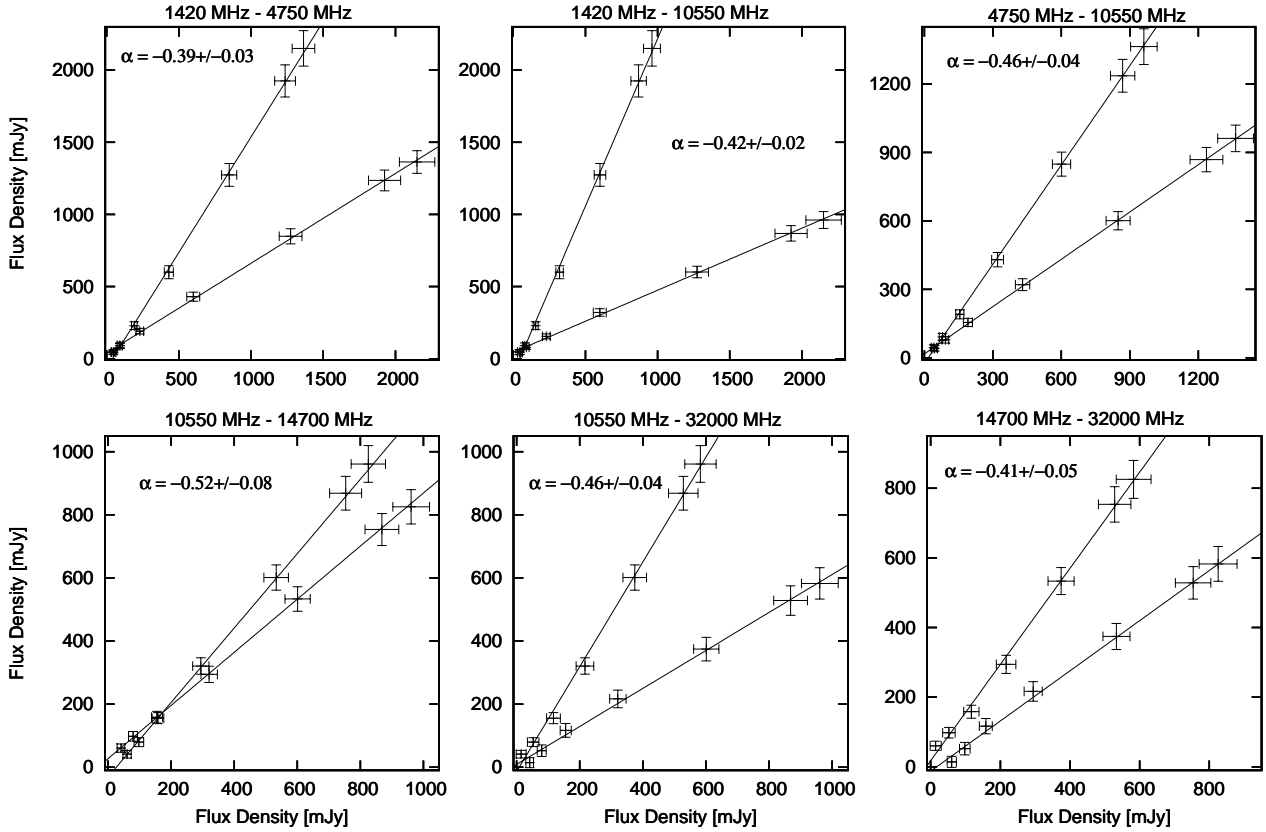 1420 MHz - 4750 MHz
1420 MHz - 10550 MHz
4750 MHz - 10550 MHz
α = −0.39+/−0.03
α = −0.42+/−0.02
α = −0.46+/−0.04
Flux Density [mJy]
2000
1500
1000
500
0
0 500 1000 1500 2000
2000
1500
1000
500
0
0 500 1000 1500 2000
1200
900
600
300
0
0 300 600 900 1200
10550 MHz - 14700 MHz
10550 MHz - 32000 MHz
14700 MHz - 32000 MHz
α = −0.52+/−0.08
α = −0.46+/−0.04
α = −0.41+/−0.05
Flux Density [mJy]
1000
800
600
400
200
0
0 200 400 600 800 1000
1000
800
600
400
200
0
0 200 400 600 800 1000
800
600
400
200
0
0 200 400 600 800
Flux Density [mJy]
Flux Density [mJy]
Flux Density [mJy]